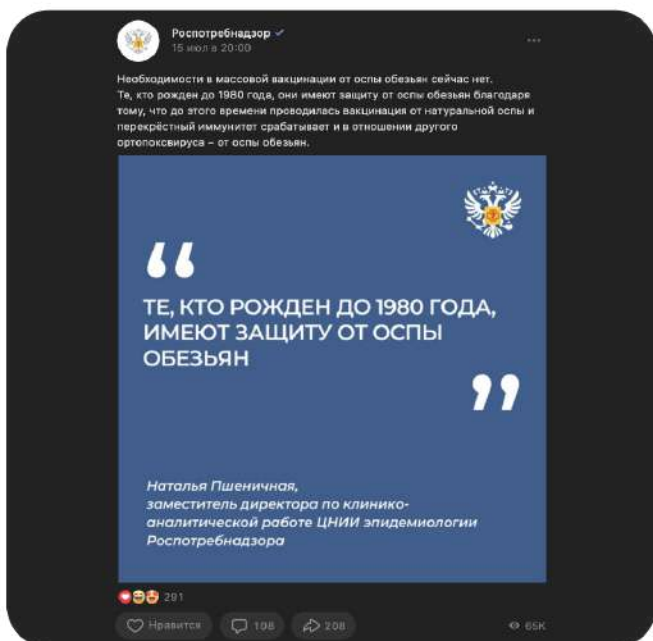 Роспотребнадзор
15 июл в 20:00
Необходимости в массовой вакцинации от оспы обезьян сейчас нет.
Те, кто рожден до 1980 года, они имеют защиту от оспы обезьян благодаря
тому, что до этого времени проводилась вакцинация от натуральной оспы и
перекрёстный иммунитет срабатывает и в отношении другого
ортопоксвируса – от оспы обезьян.
“
ТЕ, КТО РОЖДЕН ДО 1980 ГОДА,
ИМЕЮТ ЗАЩИТУ ОТ ОСПЫ
ОБЕЗЬЯН
”
Наталья Пшеничная,
заместитель директора по клинико-
аналитической работе ЦНИИ эпидемиологии
Роспотребнадзора
291
Нравится 108 208 65K